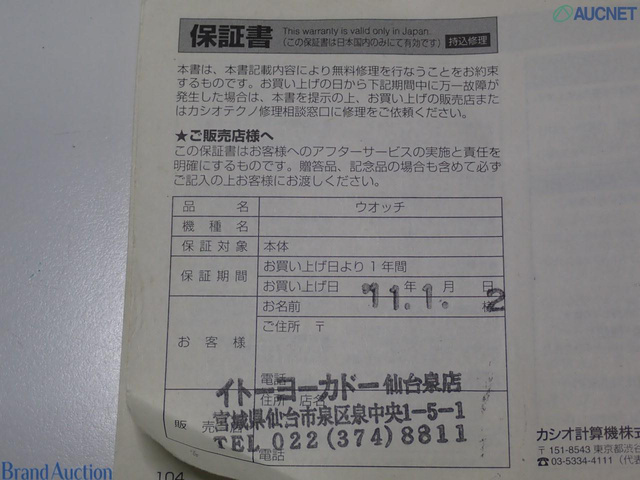 AUCNET
保証書
This warranty is valid only in Japan.
(この保証書は日本国内のみにて有効です)
持込修理
本書は、本書記載内容により無料修理を行なうことをお約束
するものです。お買い上げの日から下記期間中に万一故障が
発生した場合は、本書を提示の上、お買い上げの販売店また
はカシオテクノ修理相談窓口に修理をご依頼ください。
★ご販売店様へ
この保証書はお客様へのアフターサービスの実施と責任を
明確にするものです。贈答品、記念品の場合も含めて必ず
ご記入の上お客様にお渡しください。
品名 ウオッチ
機種名
保証対象 本体
保証期間 お買い上げ日より1年間
お買い上げ日 年 月 日
'11.1.2
お客様 お名前 様
ご住所 〒
電話
イトーヨーカドー仙台泉店
住所 店名
宮城県仙台市泉区泉中央1-5-1
販売
TEL 022(374)8811
電話
カシオ計算機株式
〒151-8543 東京都渋谷
☎03-5334-4111 (代表
104
Brand Auction